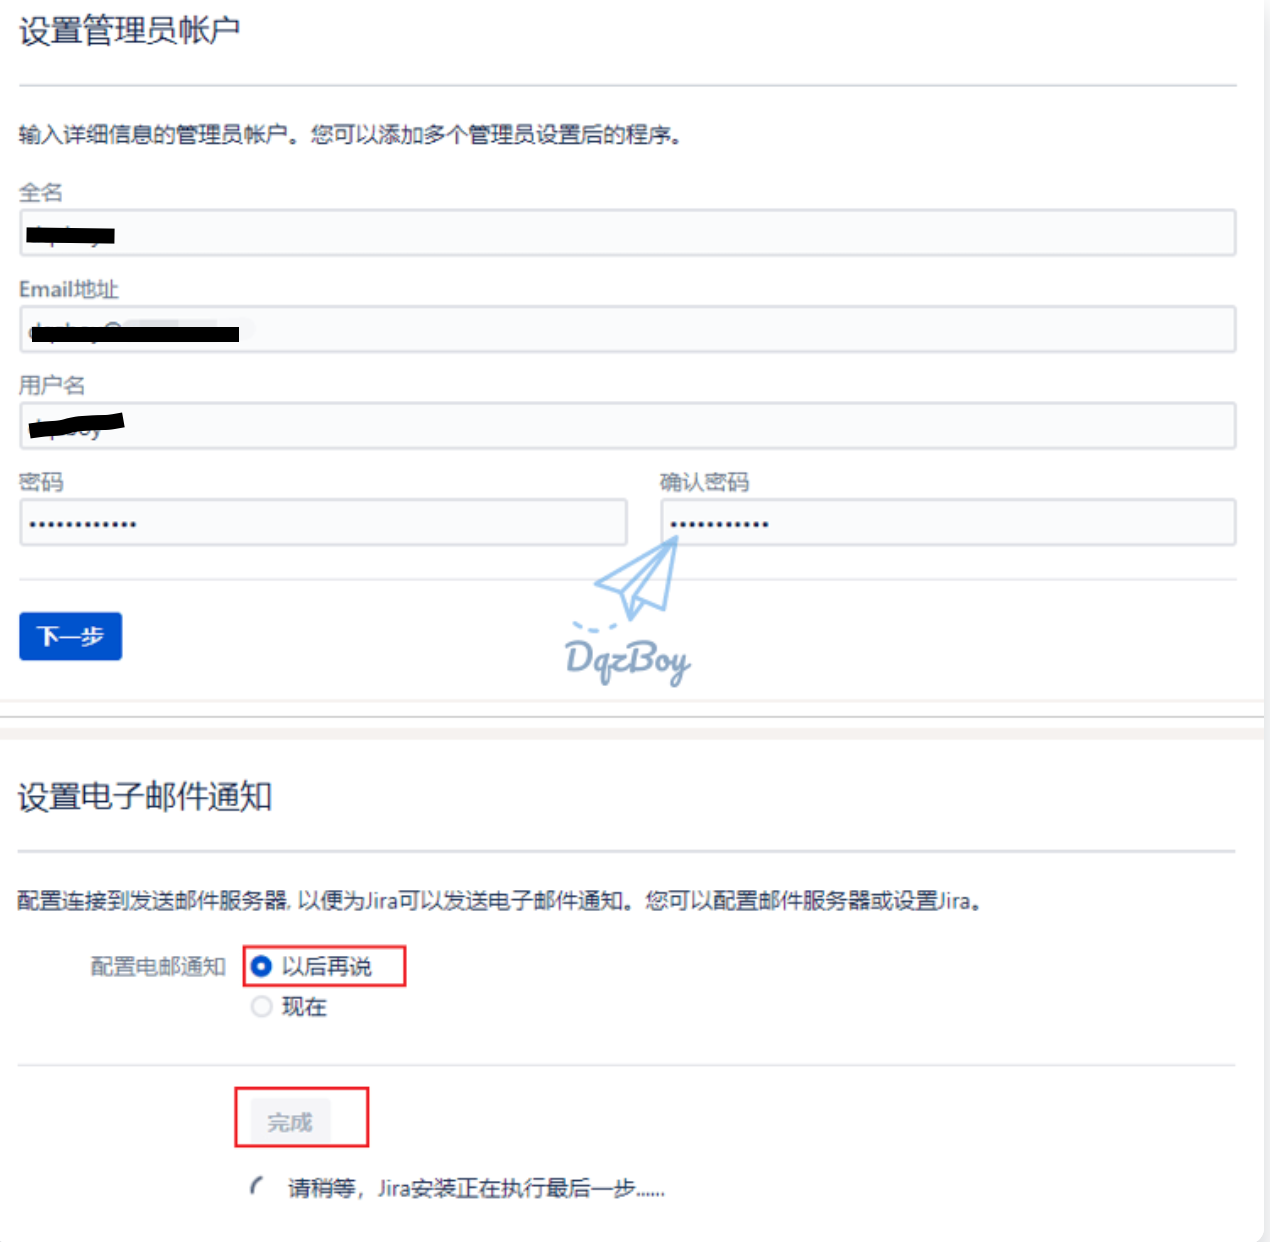 设置管理员帐户
输入详细信息的管理员帐户。您可以添加多个管理员设置后的程序。
全名
Email地址
用户名
密码
确认密码
••••••••••••
•••••••••••
下一步
DqzBoy
设置电子邮件通知
配置连接到发送邮件服务器, 以便为Jira可以发送电子邮件通知。您可以配置邮件服务器或设置Jira。
配置电邮通知
以后再说
现在
完成
请稍等，Jira安装正在执行最后一步......